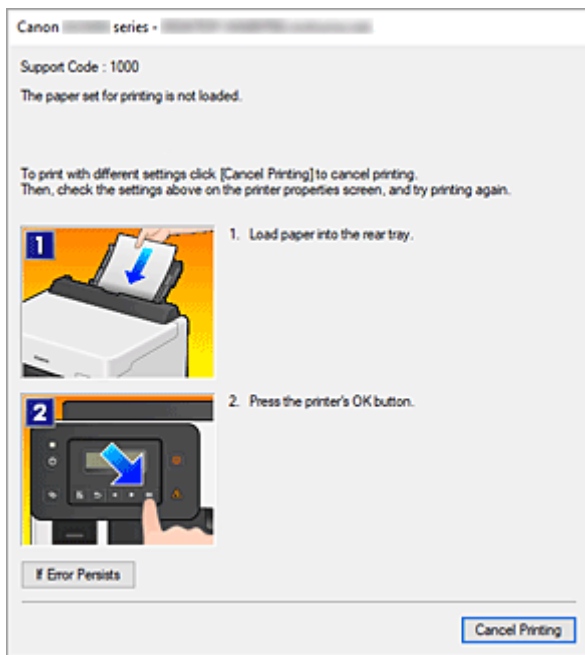 Canon series -
Support Code : 1000
The paper set for printing is not loaded.
To print with different settings click [Cancel Printing] to cancel printing.
Then, check the settings above on the printer properties screen, and try printing again.
1
1. Load paper into the rear tray.
2
2. Press the printer's OK button.
If Error Persists
Cancel Printing